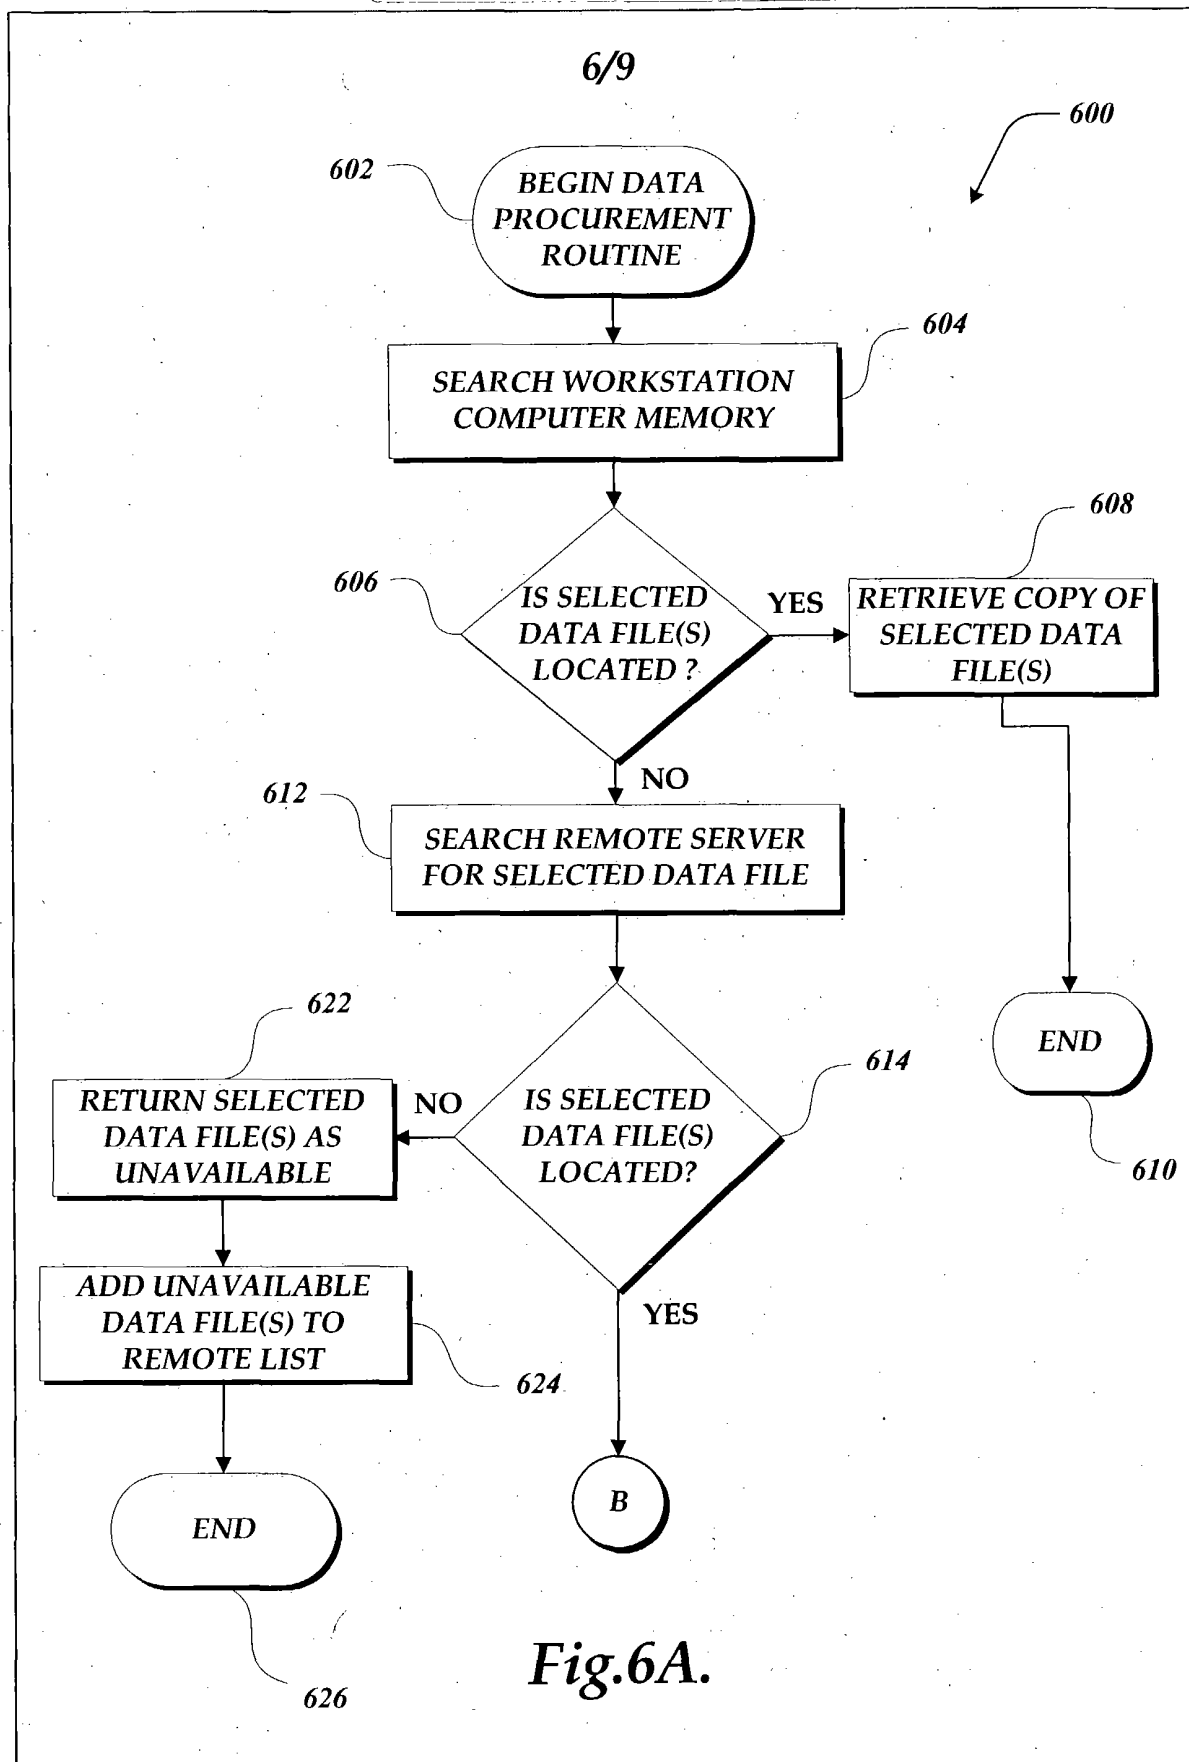 6/9
600
602
BEGIN DATA
PROCUREMENT
ROUTINE
604
SEARCH WORKSTATION
COMPUTER MEMORY
606
IS SELECTED
DATA FILE(S)
LOCATED ?
YES
608
RETRIEVE COPY OF
SELECTED DATA
FILE(S)
NO
612
SEARCH REMOTE SERVER
FOR SELECTED DATA FILE
END
610
622
RETURN SELECTED
DATA FILE(S) AS
UNAVAILABLE
NO
614
IS SELECTED
DATA FILE(S)
LOCATED?
YES
ADD UNAVAILABLE
DATA FILE(S) TO
REMOTE LIST
624
END
626
B
Fig.6A.